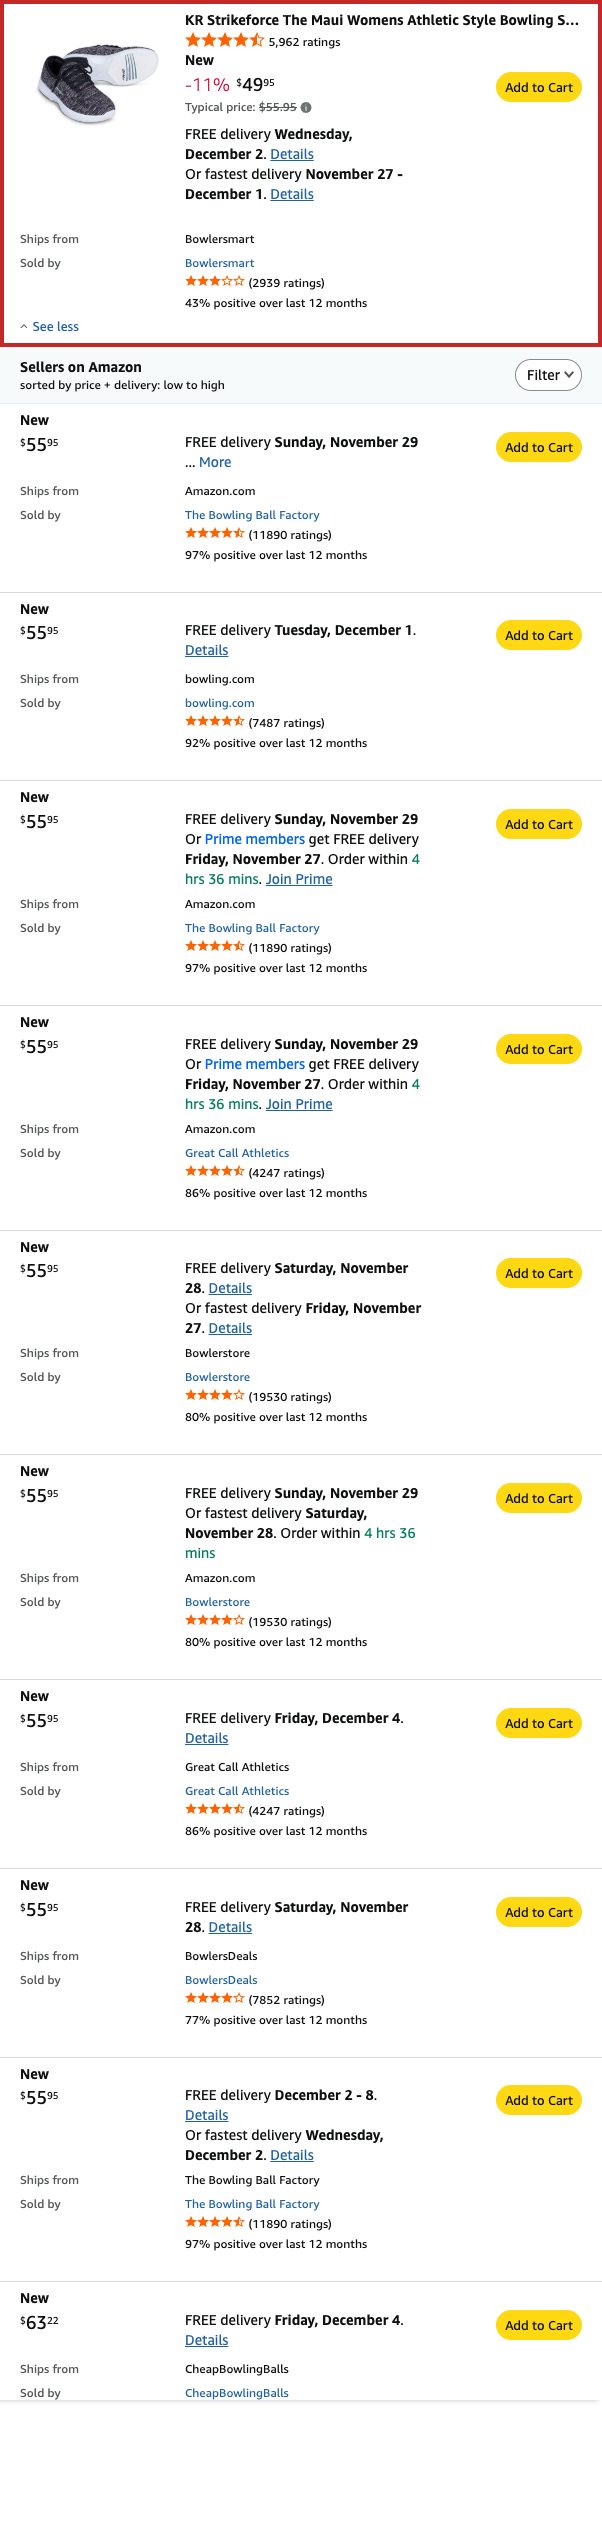 KR Strikeforce The Maui Womens Athletic Style Bowling S...
5,962 ratings
New
-11% $4995
Typical price: $55.95
Add to Cart
FREE delivery Wednesday,
December 2. Details
Or fastest delivery November 27 -
December 1. Details
Ships from Bowlersmart
Sold by Bowlersmart
(2939 ratings)
43% positive over last 12 months
See less
Sellers on Amazon
sorted by price + delivery: low to high
Filter
New
$5595
FREE delivery Sunday, November 29
... More
Add to Cart
Ships from Amazon.com
Sold by The Bowling Ball Factory
(11890 ratings)
97% positive over last 12 months
New
$5595
FREE delivery Tuesday, December 1.
Details
Add to Cart
Ships from bowling.com
Sold by bowling.com
(7487 ratings)
92% positive over last 12 months
New
$5595
FREE delivery Sunday, November 29
Or Prime members get FREE delivery
Friday, November 27. Order within 4
hrs 36 mins. Join Prime
Add to Cart
Ships from Amazon.com
Sold by The Bowling Ball Factory
(11890 ratings)
97% positive over last 12 months
New
$5595
FREE delivery Sunday, November 29
Or Prime members get FREE delivery
Friday, November 27. Order within 4
hrs 36 mins. Join Prime
Add to Cart
Ships from Amazon.com
Sold by Great Call Athletics
(4247 ratings)
86% positive over last 12 months
New
$5595
FREE delivery Saturday, November
28. Details
Or fastest delivery Friday, November
27. Details
Add to Cart
Ships from Bowlerstore
Sold by Bowlerstore
(19530 ratings)
80% positive over last 12 months
New
$5595
FREE delivery Sunday, November 29
Or fastest delivery Saturday,
November 28. Order within 4 hrs 36
mins
Add to Cart
Ships from Amazon.com
Sold by Bowlerstore
(19530 ratings)
80% positive over last 12 months
New
$5595
FREE delivery Friday, December 4.
Details
Add to Cart
Ships from Great Call Athletics
Sold by Great Call Athletics
(4247 ratings)
86% positive over last 12 months
New
$5595
FREE delivery Saturday, November
28. Details
Add to Cart
Ships from BowlersDeals
Sold by BowlersDeals
(7852 ratings)
77% positive over last 12 months
New
$5595
FREE delivery December 2 - 8.
Details
Or fastest delivery Wednesday,
December 2. Details
Add to Cart
Ships from The Bowling Ball Factory
Sold by The Bowling Ball Factory
(11890 ratings)
97% positive over last 12 months
New
$6322
FREE delivery Friday, December 4.
Details
Add to Cart
Ships from CheapBowlingBalls
Sold by CheapBowlingBalls